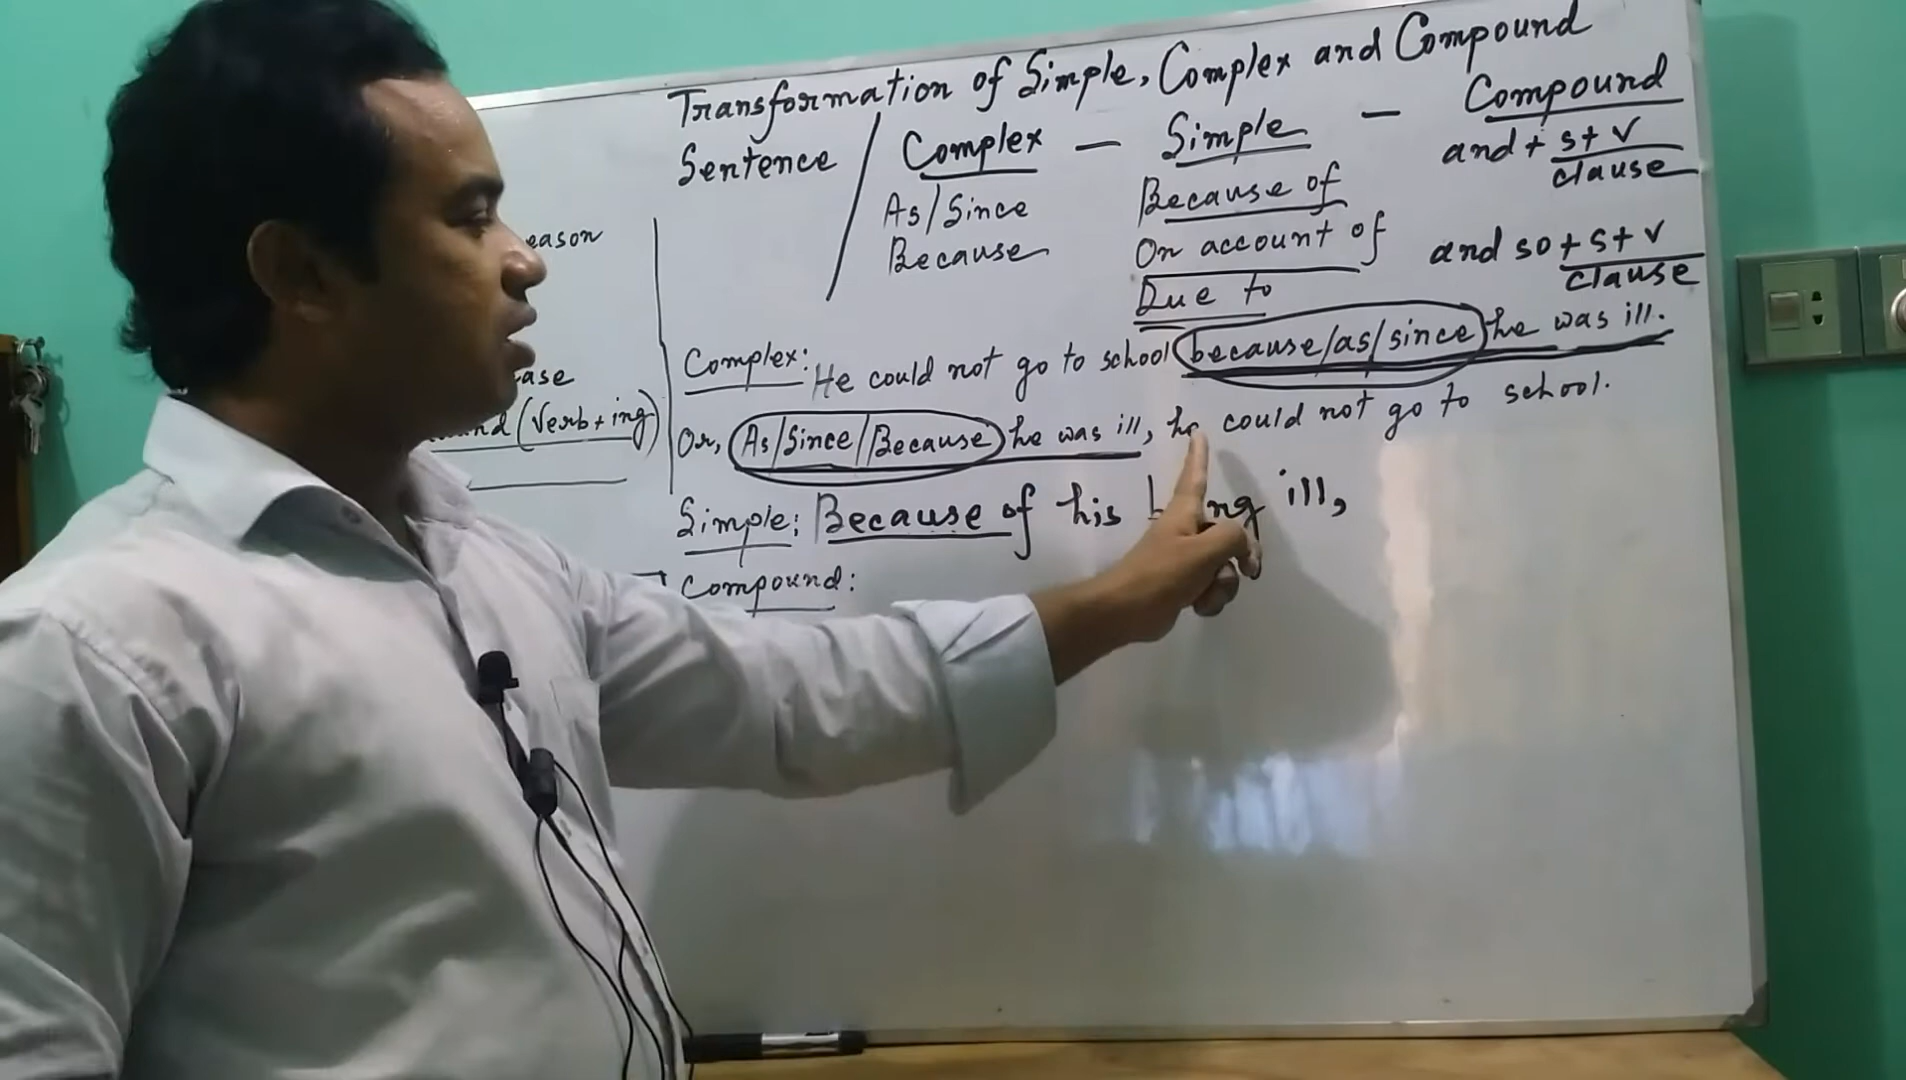 Transformation of Simple, Complex and Compound
Sentence / Complex — Simple — Compound
As/Since
Because
Because of
On account of
Due to
and + S + V
clause
and so + S + V
clause
(Verb + ing)
Complex: He could not go to school because/as/since he was ill.
Or, As/Since/Because he was ill, he could not go to school.
Simple: Because of his ill,
Compound: